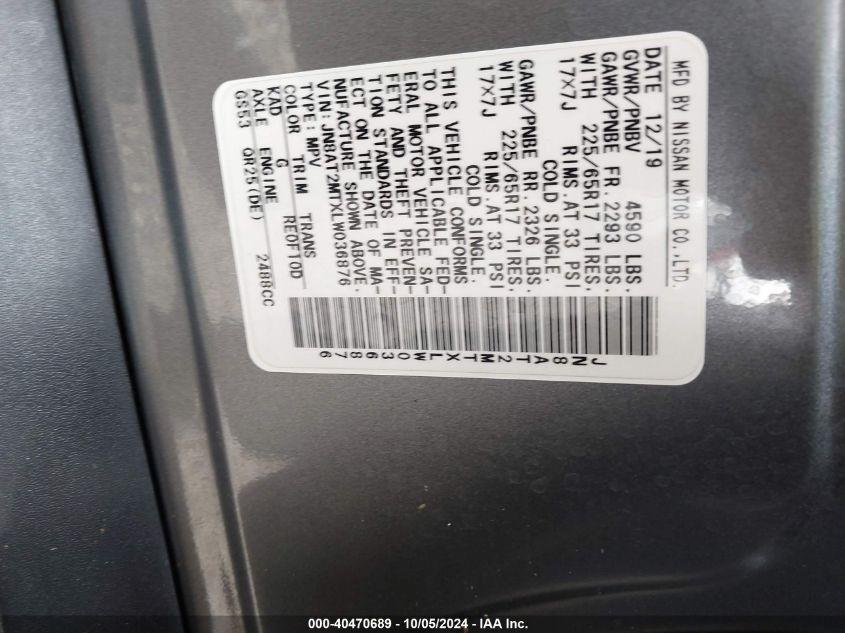 MFD BY NISSAN MOTOR CO.,LTD.
DATE 12/19
GVWR/PNBV 4590 LBS.
GAWR/PNBE FR. 2293 LBS.
WITH 225/65R17 TIRES,
17X7J RIMS.AT 33 PSI
COLD SINGLE.
GAWR/PNBE RR. 2326 LBS.
WITH 225/65R17 TIRES,
17X7J RIMS.AT 33 PSI
COLD SINGLE.
THIS VEHICLE CONFORMS
TO ALL APPLICABLE FED-
ERAL MOTOR VEHICLE SA-
FETY AND THEFT PREVEN-
TION STANDARDS IN EFF-
ECT ON THE DATE OF MA-
NUFACTURE SHOWN ABOVE.
VIN:JN8AT2MTXLW036876
TYPE:MPV
COLOR TRIM TRANS
KAD G RE0F10D
AXLE ENGINE
GS53 QR25(DE) 2488CC
JN8AT2MTXLW036876
000-40470689 - 10/05/2024 - IAA Inc.